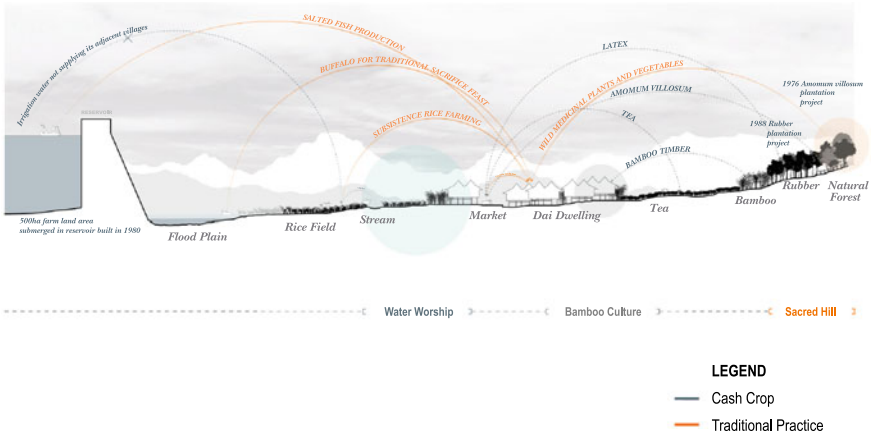 SALTED FISH PRODUCTION
Irrigation water not supplying its adjacent villages
BUFFALO FOR TRADITIONAL SACRIFICE FEAST
SUBSISTENCE RICE FARMING
LATEX
WILD MEDICINAL PLANTS AND VEGETABLES
AMOMUM VILLOSUM
TEA
BAMBOO TIMBER
1976 Amomum villosum
plantation
project
1988 Rubber
plantation
project
RESERVOIR
500ha farm land area
submerged in reservoir built in 1980
Flood Plain
Rice Field
Stream
Market
Dai Dwelling
Tea
Bamboo
Rubber
Natural
Forest
Water Worship
Bamboo Culture
Sacred Hill
LEGEND
Cash Crop
Traditional Practice